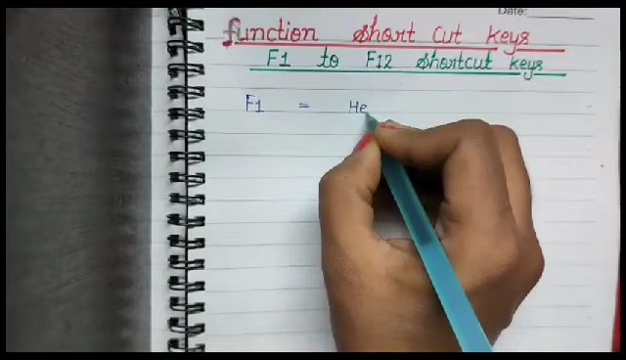 Date:
function short cut keys
F1 to F12 shortcut keys
F1 = He